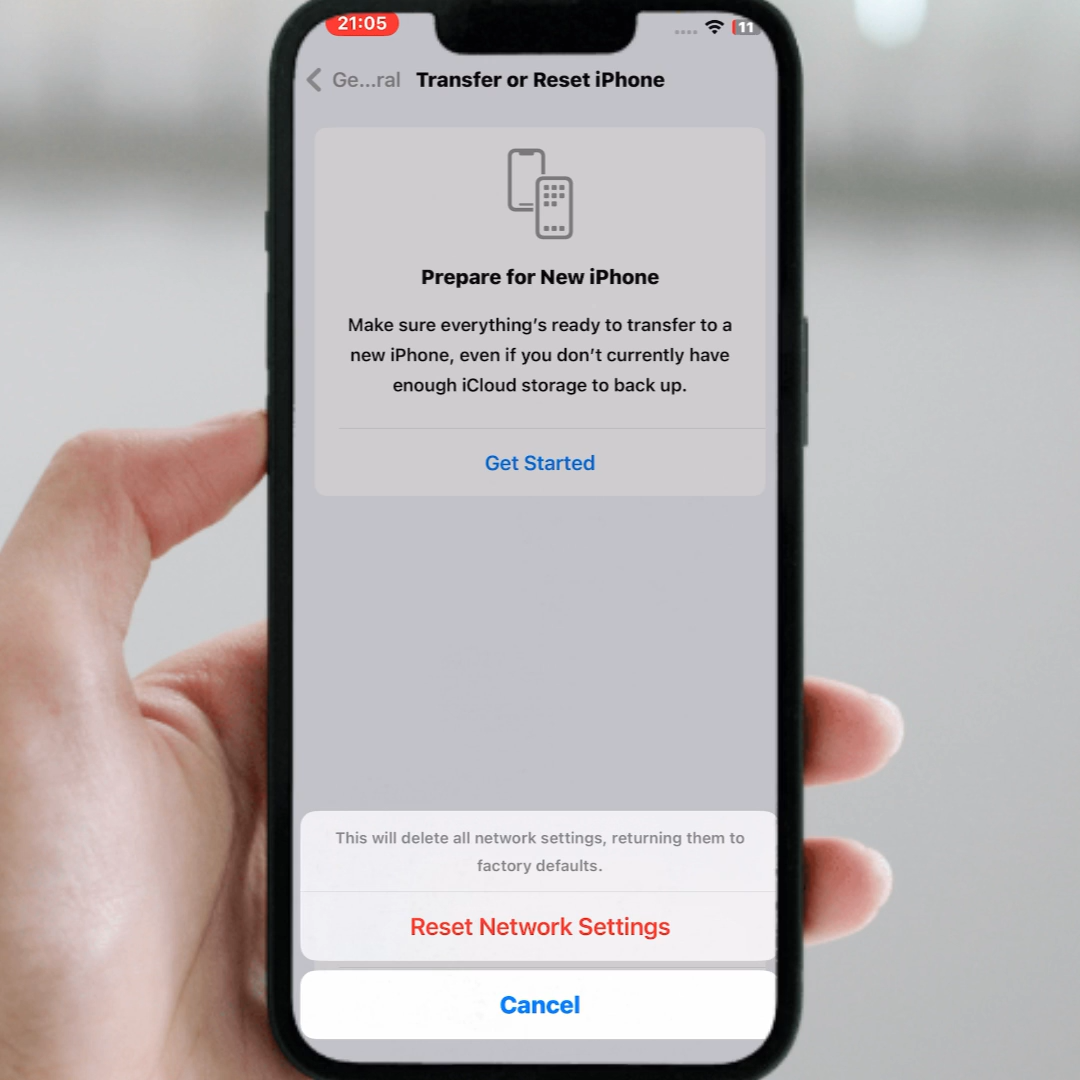 21:05
11
Ge...ral Transfer or Reset iPhone
Prepare for New iPhone
Make sure everything's ready to transfer to a
new iPhone, even if you don't currently have
enough iCloud storage to back up.
Get Started
This will delete all network settings, returning them to
factory defaults.
Reset Network Settings
Cancel